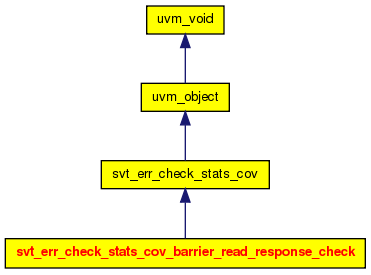 uvm_void
uvm_object
svt_err_check_stats_cov
svt_err_check_stats_cov_barrier_read_response_check